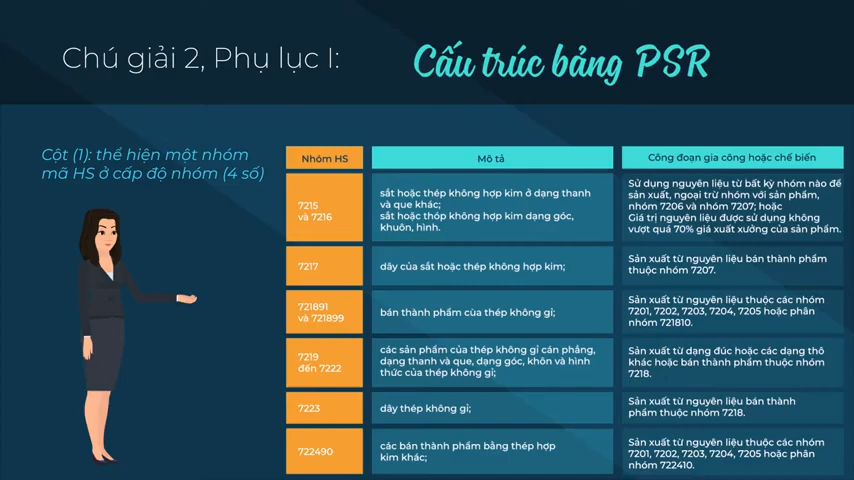 Chú giải 2, Phụ lục I:
Cấu trúc bảng PSR
Cột (1): thể hiện một nhóm
mã HS ở cấp độ nhóm (4 số)
Nhóm HS
Mô tả
Công đoạn gia công hoặc chế biến
7215
và 7216
sắt hoặc thép không hợp kim ở dạng thanh
và que khác;
sắt hoặc thóp không hợp kim dạng góc,
khuôn, hình.
Sử dụng nguyên liệu từ bất kỳ nhóm nào để
sản xuất, ngoại trừ nhóm với sản phẩm,
nhóm 7206 và nhóm 7207; hoặc
Giá trị nguyên liệu được sử dụng không
vượt quá 70% giá xuất xưởng của sản phẩm.
7217
dây của sắt hoặc thép không hợp kim;
Sản xuất từ nguyên liệu bán thành phẩm
thuộc nhóm 7207.
721891
và 721899
bán thành phẩm cùa thép không gỉ;
Sản xuất từ nguyên liệu thuộc các nhóm
7201, 7202, 7203, 7204, 7205 hoặc phân
nhóm 721810.
7219
đến 7222
các sản phẩm của thép không gỉ cán phẳng,
dạng thanh và que, dạng góc, khôn và hình
thức của thép không gỉ;
Sản xuất từ dạng đúc hoặc các dạng thô
khác hoặc bán thành phẩm thuộc nhóm
7218.
7223
dây thép không gỉ;
Sản xuất từ nguyên liệu bán thành
phẩm thuộc nhóm 7218.
722490
các bán thành phẩm bằng thép hợp
kim khác;
Sản xuất từ nguyên liệu thuộc các nhóm
7201, 7202, 7203, 7204, 7205 hoặc phân
nhóm 722410.